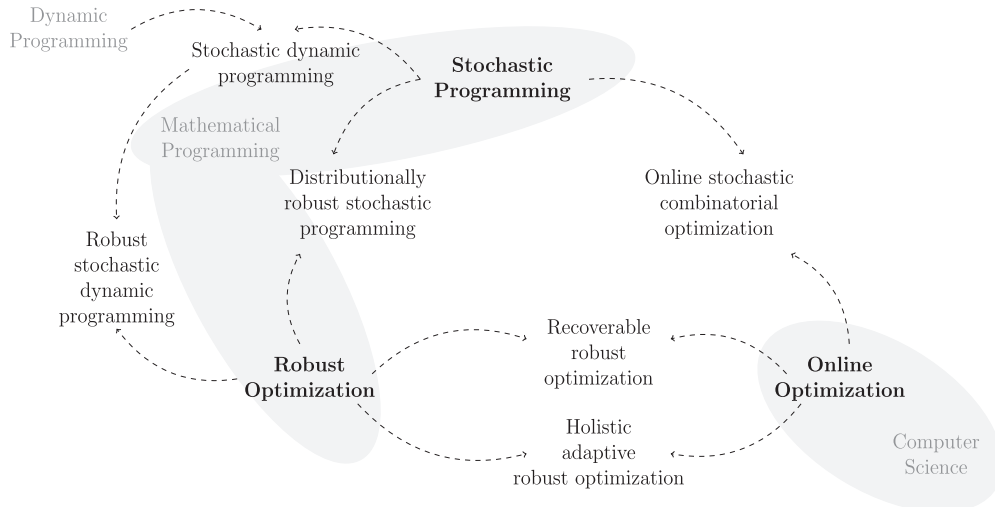 Dynamic
Programming
Stochastic dynamic
programming
Stochastic
Programming
Mathematical
Programming
Distributionally
robust stochastic
programming
Online stochastic
combinatorial
optimization
Robust
stochastic
dynamic
programming
Recoverable
robust
optimization
Robust
Optimization
Online
Optimization
Holistic
adaptive
robust optimization
Computer
Science